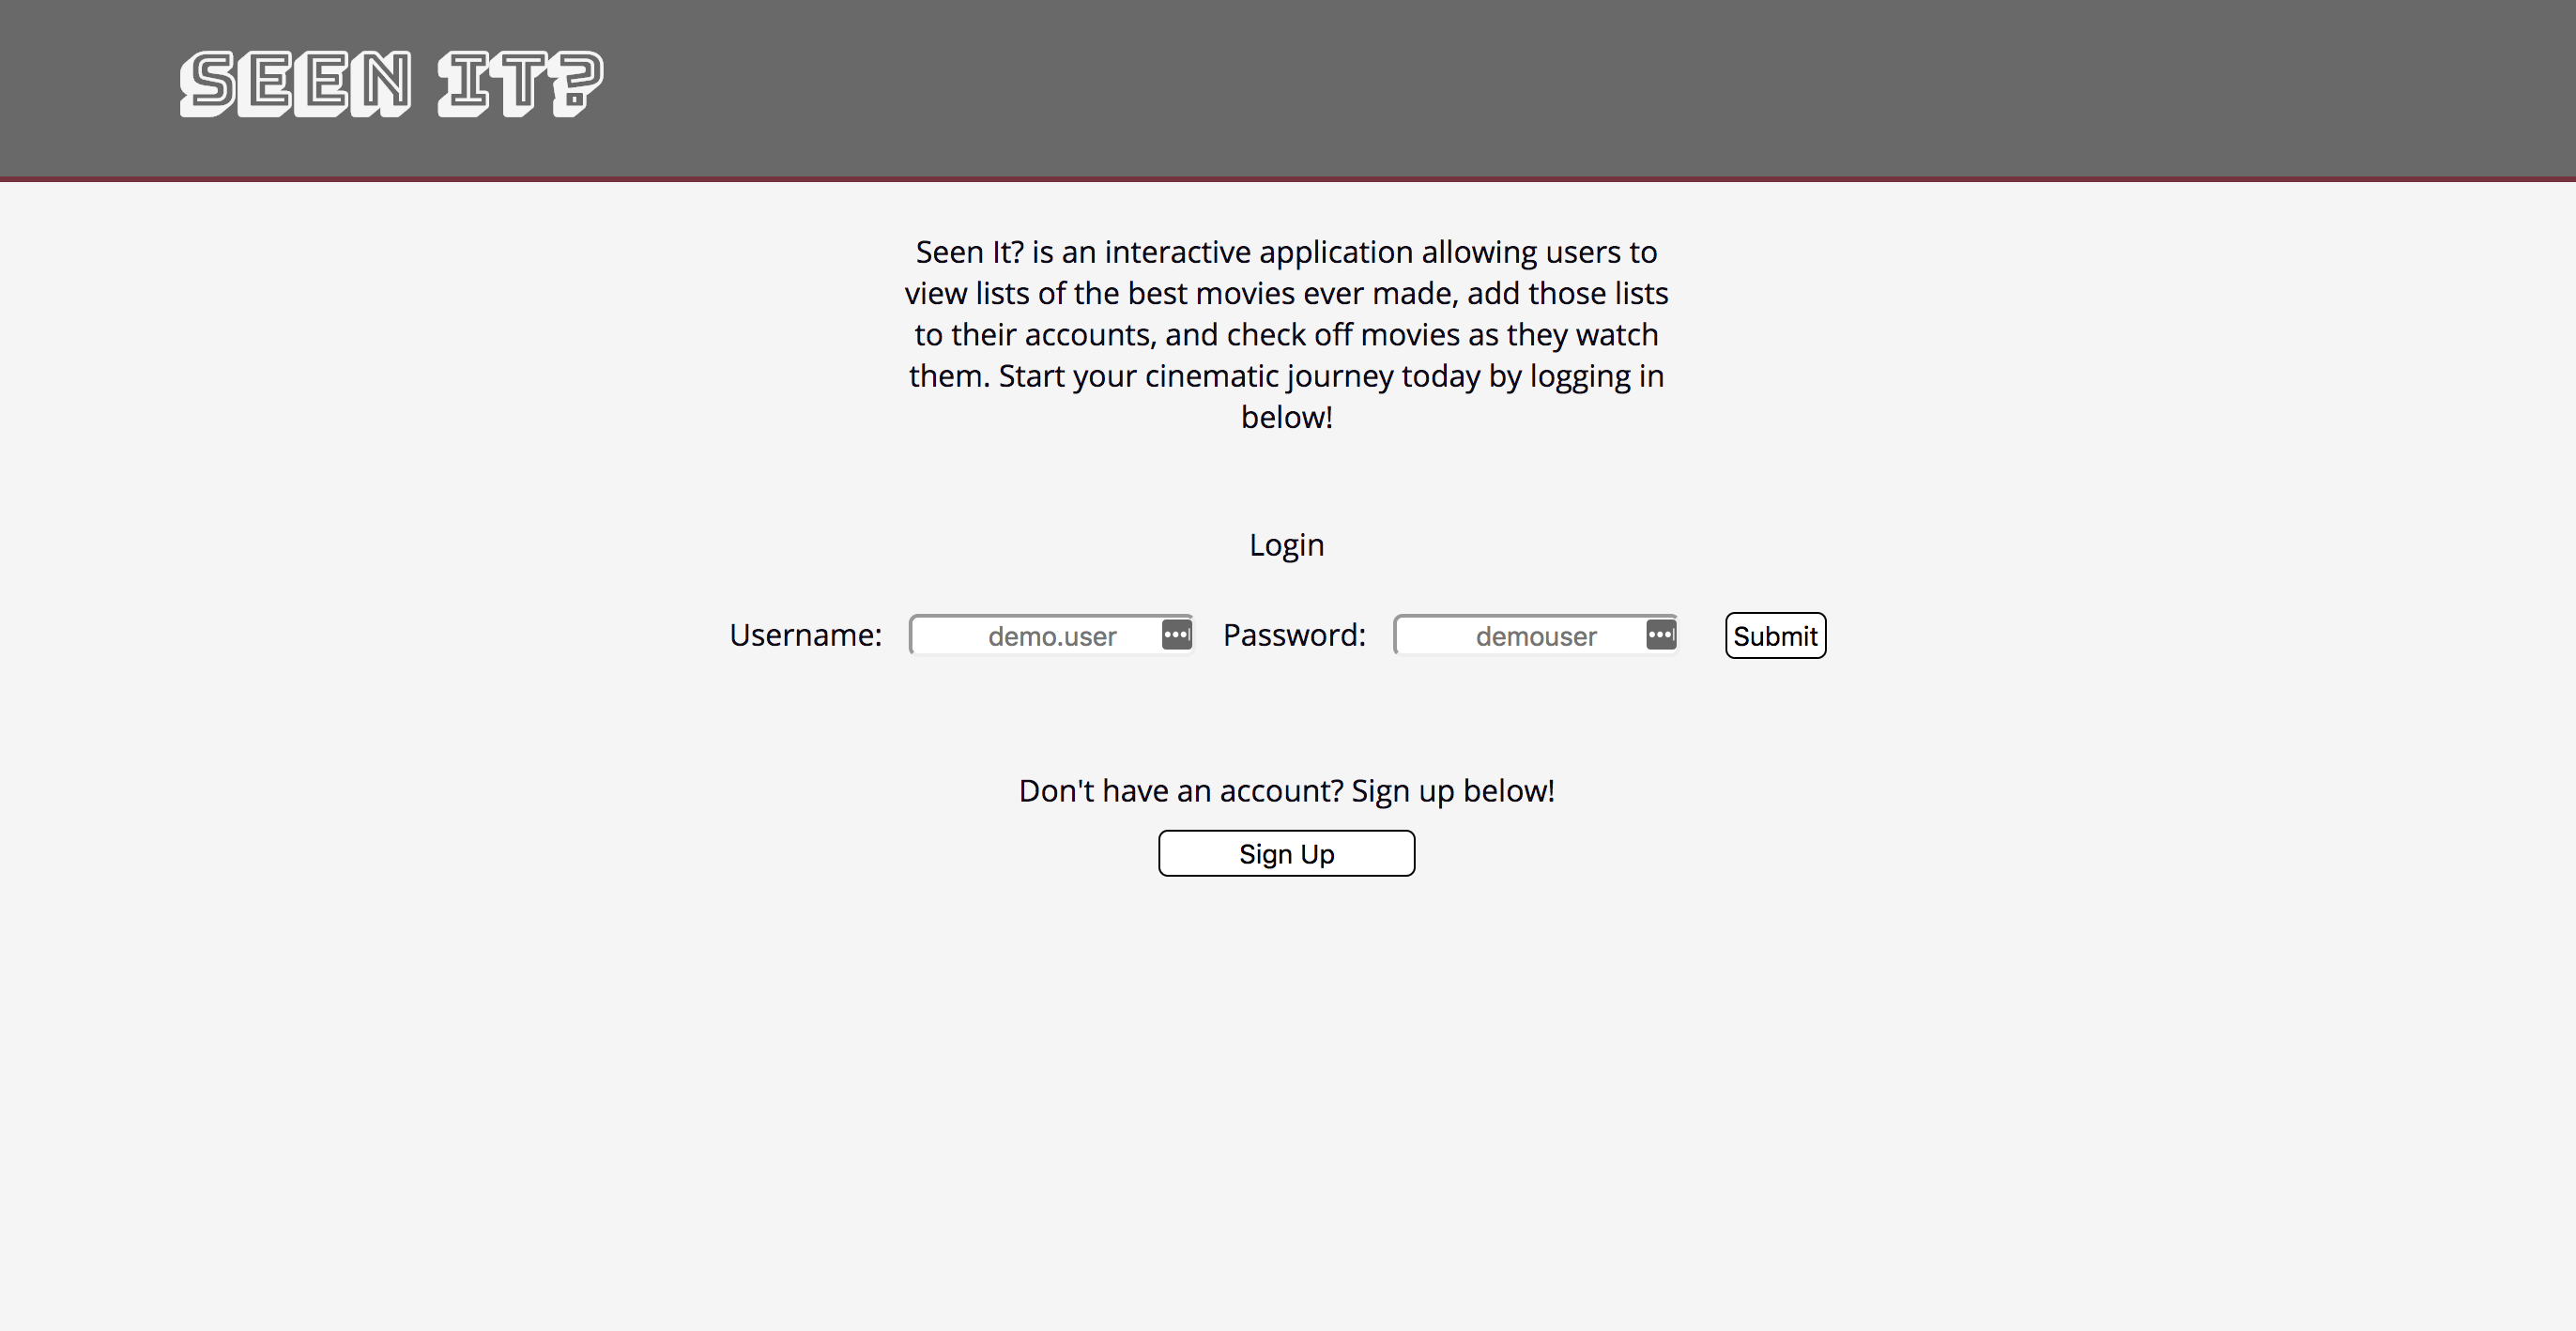 SEEN IT?
Seen It? is an interactive application allowing users to
view lists of the best movies ever made, add those lists
to their accounts, and check off movies as they watch
them. Start your cinematic journey today by logging in
below!
Login
Username: demo.user Password: demouser Submit
Don't have an account? Sign up below!
Sign Up